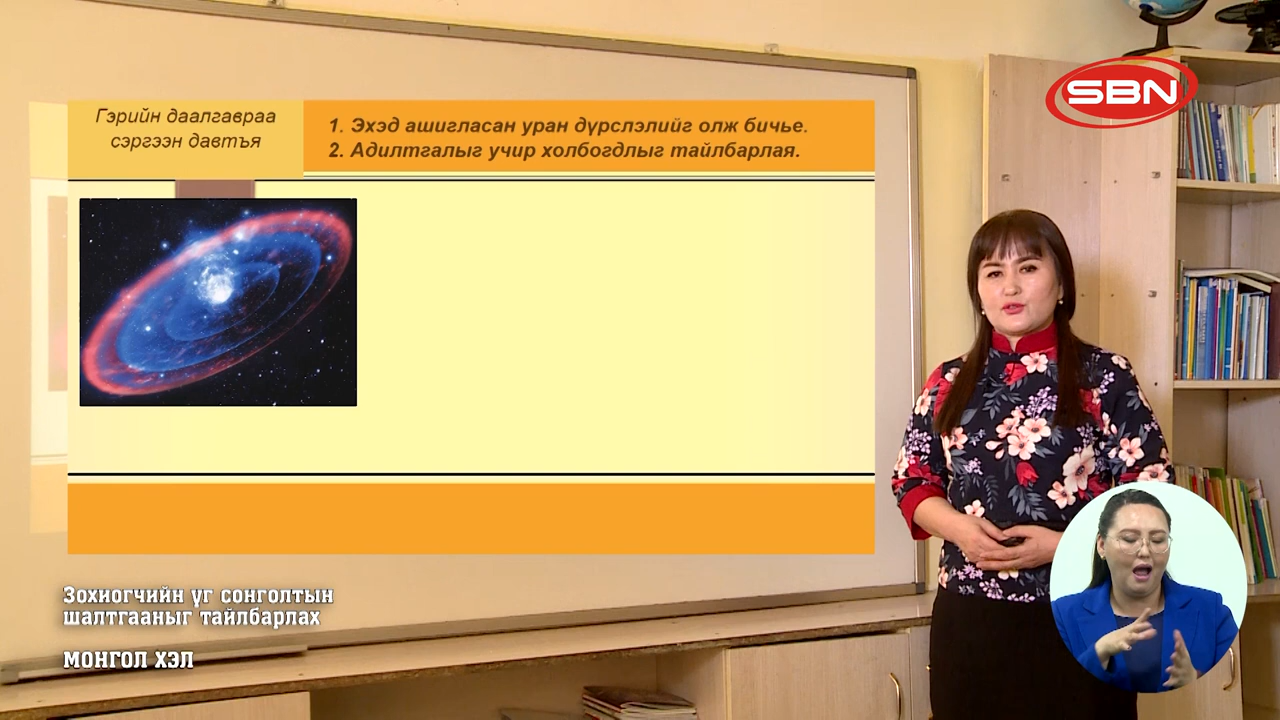 SBN
Гэрийн даалгавраа
сэргээн давтъя
1. Эхэд ашигласан уран дүрслэлийг олж бичье.
2. Адилтгалыг учир холбогдлыг тайлбарлая.
Зохиогчийн үг сонголтын
шалтгааныг тайлбарлах
МОНГОЛ ХЭЛ